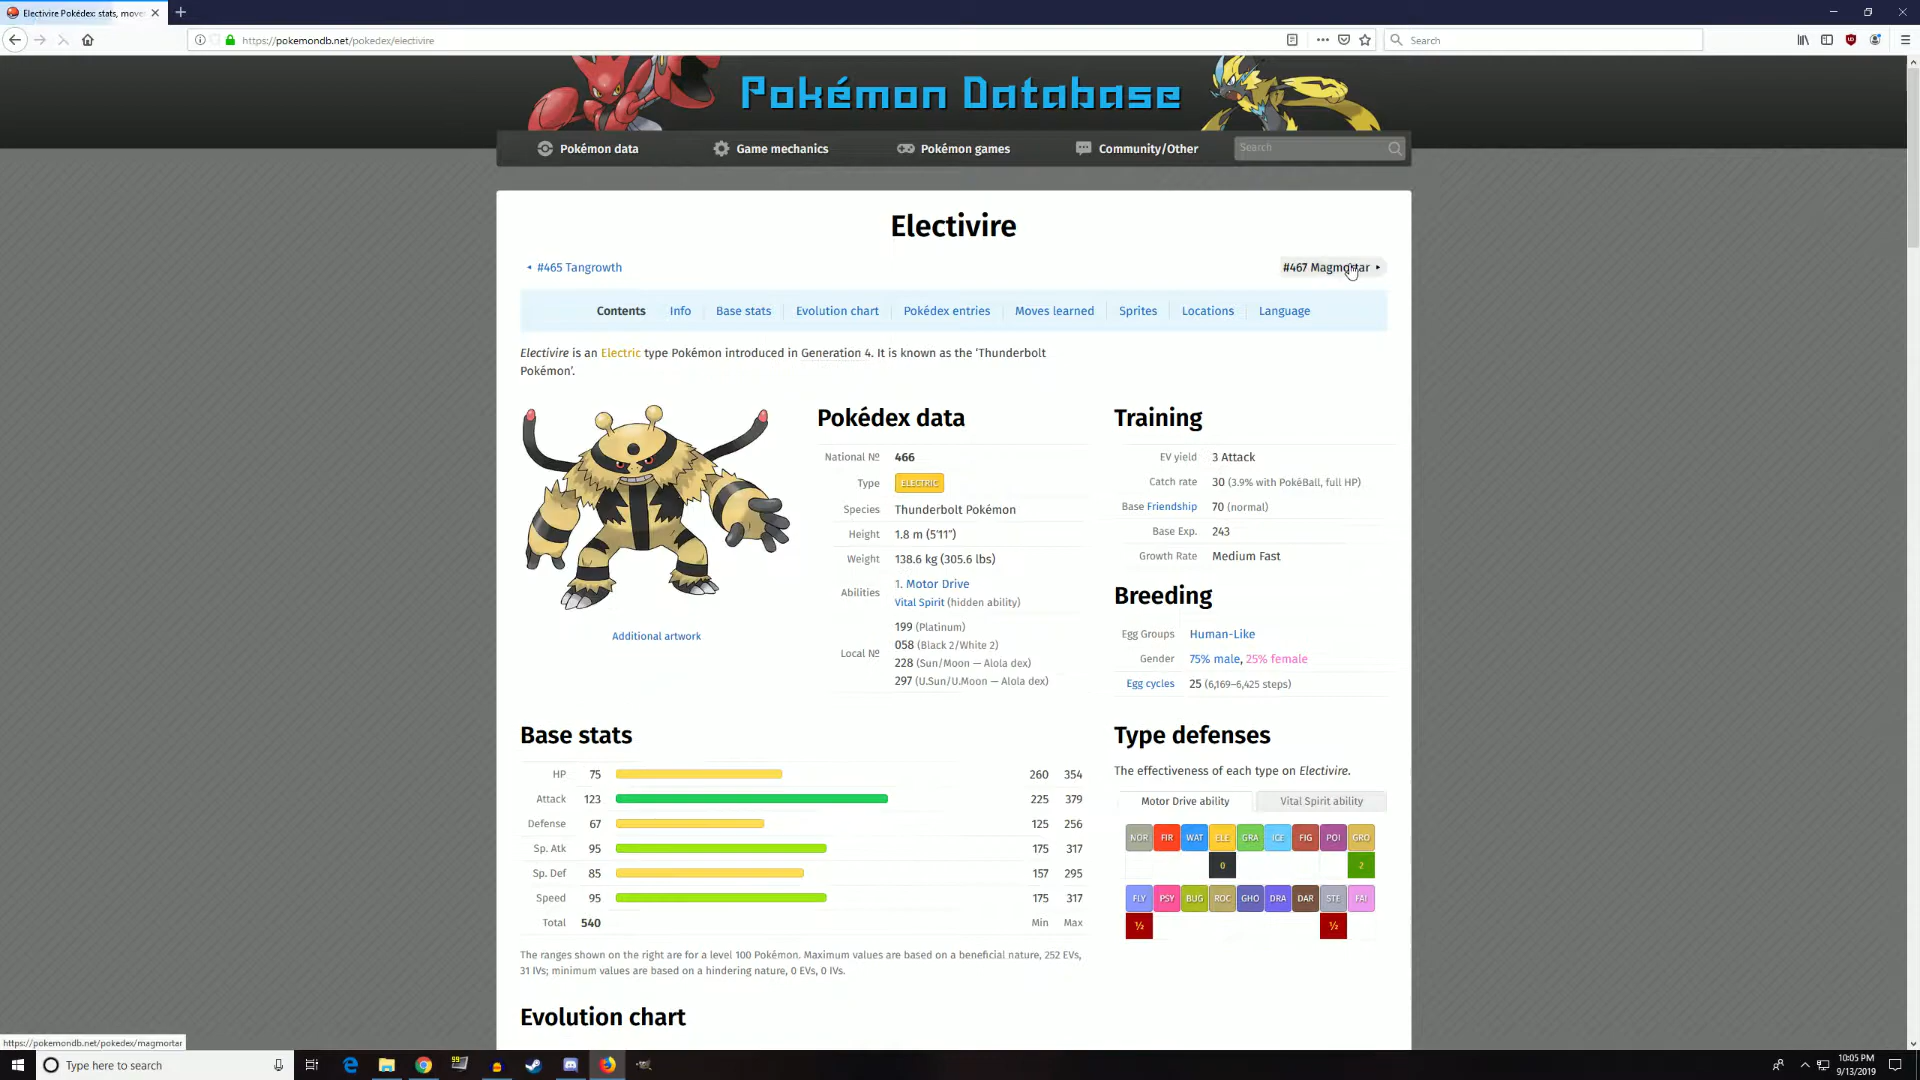 Electivire Pokédex: stats, move
https://pokemondb.net/pokedex/electivire
Search
Pokémon Database
Pokémon data
Game mechanics
Pokémon games
Community/Other
Search
Electivire
#465 Tangrowth
#467 Magmortar
Contents
Info
Base stats
Evolution chart
Pokédex entries
Moves learned
Sprites
Locations
Language
Electivire is an Electric type Pokémon introduced in Generation 4. It is known as the 'Thunderbolt
Pokémon'.
Additional artwork
Pokédex data
National № 466
Type ELECTRIC
Species Thunderbolt Pokémon
Height 1.8 m (5′11″)
Weight 138.6 kg (305.6 lbs)
Abilities 1. Motor Drive
Vital Spirit (hidden ability)
Local № 199 (Platinum)
058 (Black 2/White 2)
228 (Sun/Moon — Alola dex)
297 (U.Sun/U.Moon — Alola dex)
Training
EV yield 3 Attack
Catch rate 30 (3.9% with PokéBall, full HP)
Base Friendship 70 (normal)
Base Exp. 243
Growth Rate Medium Fast
Breeding
Egg Groups Human-Like
Gender 75% male, 25% female
Egg cycles 25 (6,169–6,425 steps)
Base stats
HP 75 260 354
Attack 123 225 379
Defense 67 125 256
Sp. Atk 95 175 317
Sp. Def 85 157 295
Speed 95 175 317
Total 540 Min Max
The ranges shown on the right are for a level 100 Pokémon. Maximum values are based on a beneficial nature, 252 EVs,
31 IVs; minimum values are based on a hindering nature, 0 EVs, 0 IVs.
Type defenses
The effectiveness of each type on Electivire.
Motor Drive ability
Vital Spirit ability
NOR FIR WAT ELE GRA ICE FIG POI GRO
0 2
FLY PSY BUG ROC GHO DRA DAR STE FAI
½ ½
Evolution chart
https://pokemondb.net/pokedex/magmortar
Type here to search
10:05 PM
9/13/2019